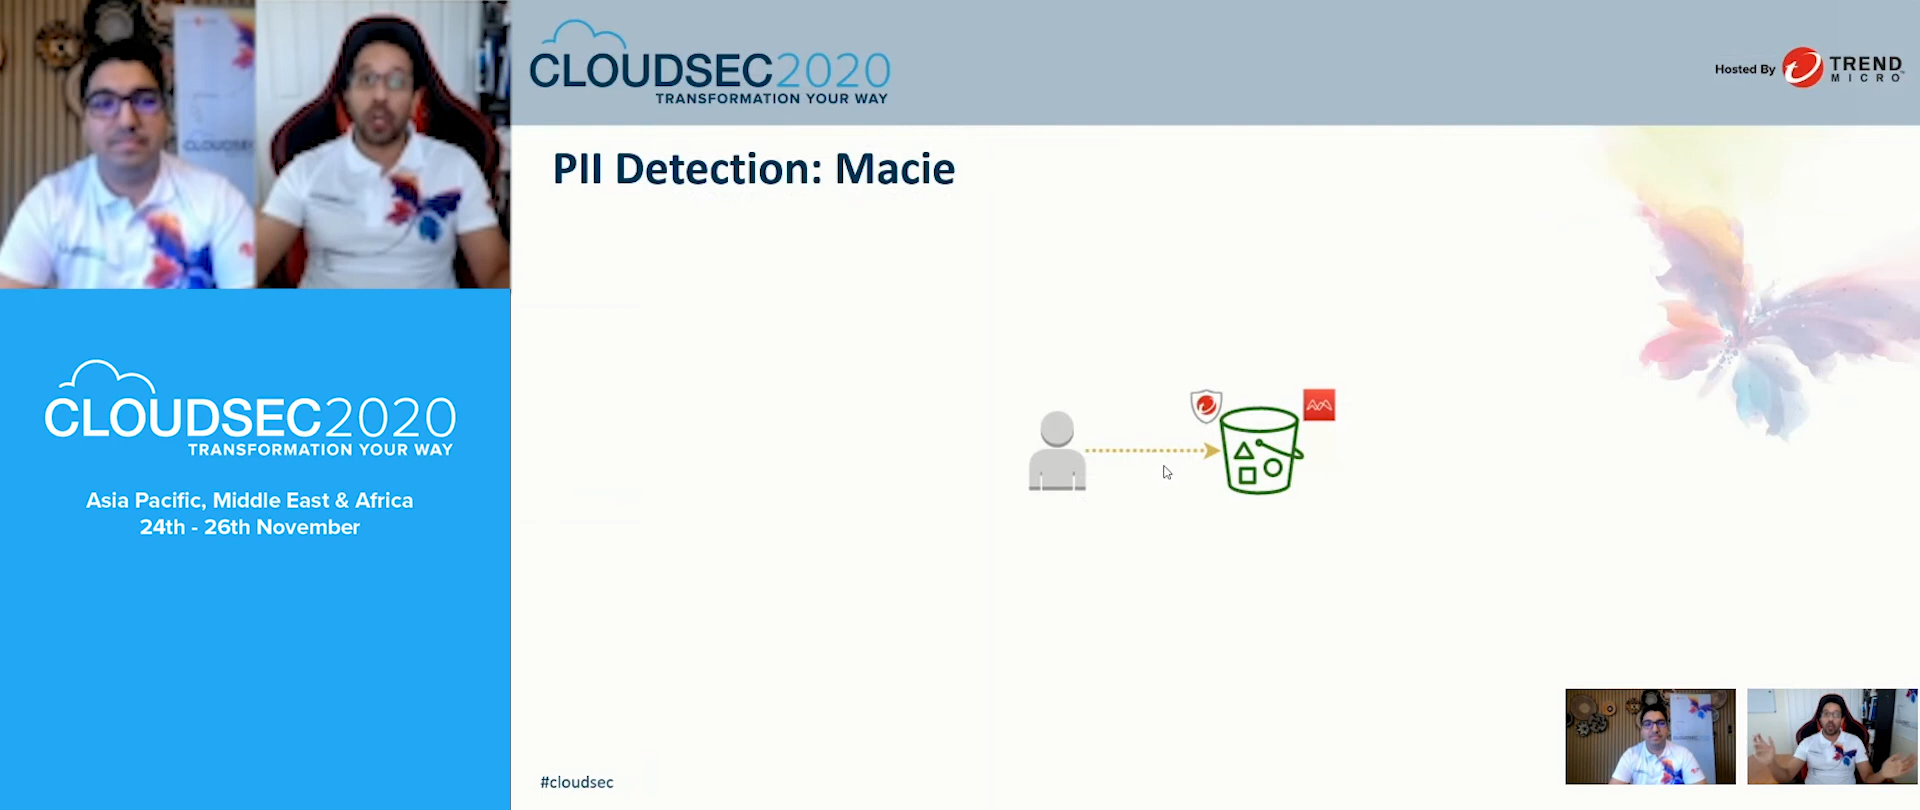 CLOUDSEC2020
TRANSFORMATION YOUR WAY
Hosted By
TREND
MICRO
PII Detection: Macie
CLOUDSEC2020
TRANSFORMATION YOUR WAY
Asia Pacific, Middle East & Africa
24th - 26th November
#cloudsec
CLOUDSEC